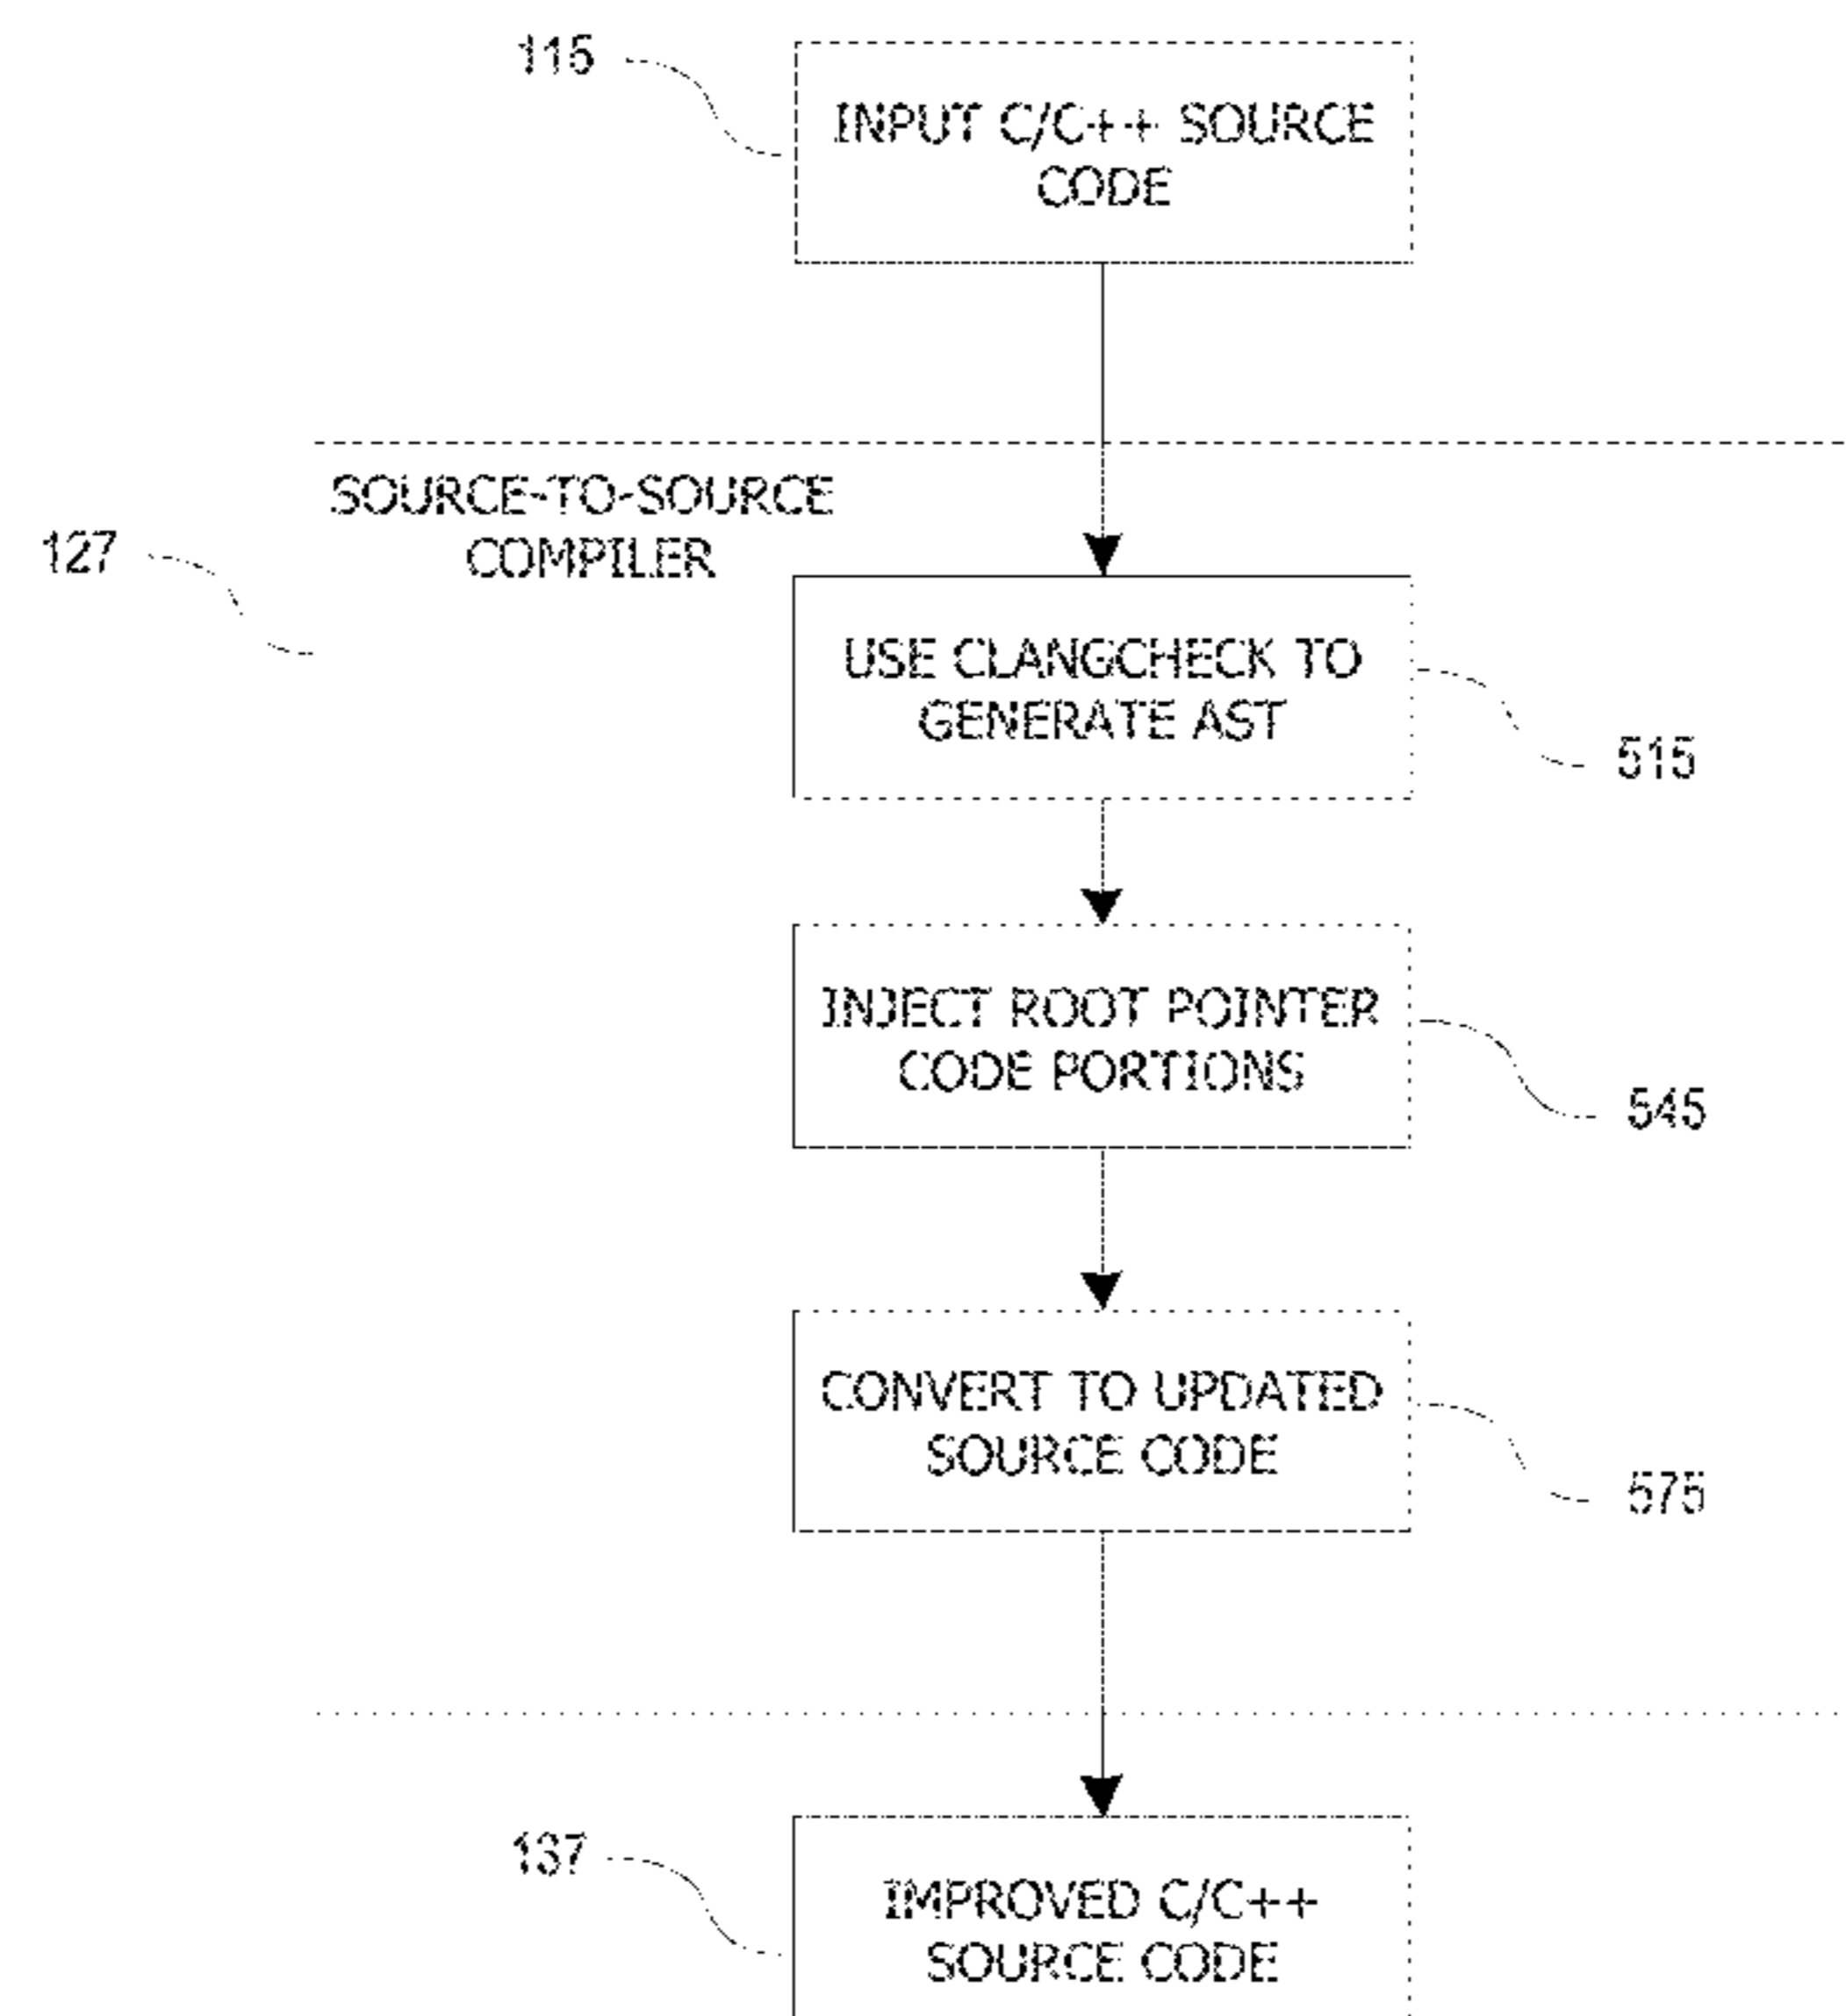 115
INPUT C/C++ SOURCE
CODE
SOURCE-TO-SOURCE
COMPILER
127
USE CLANGCHECK TO
GENERATE AST
515
INJECT ROOT POINTER
CODE PORTIONS
545
CONVERT TO UPDATED
SOURCE CODE
575
137
IMPROVED C/C++
SOURCE CODE